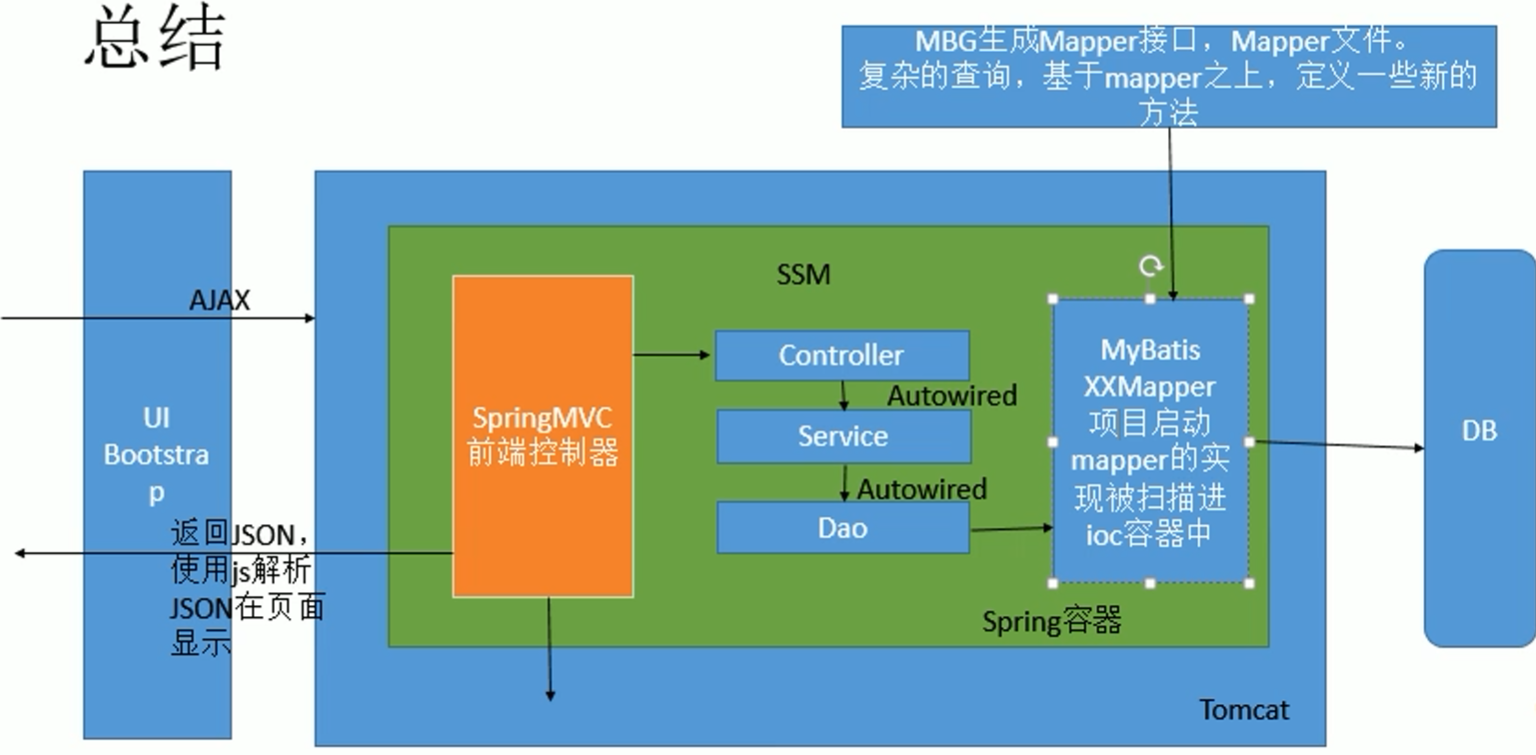 总结
MBG生成Mapper接口，Mapper文件。
复杂的查询，基于mapper之上，定义一些新的
方法
AJAX
UI
Bootstra
p
返回JSON，
使用js解析
JSON在页面
显示
SSM
SpringMVC
前端控制器
Controller
Autowired
Service
Autowired
Dao
MyBatis
XXMapper
项目启动
mapper的实
现被扫描进
ioc容器中
Spring容器
Tomcat
DB